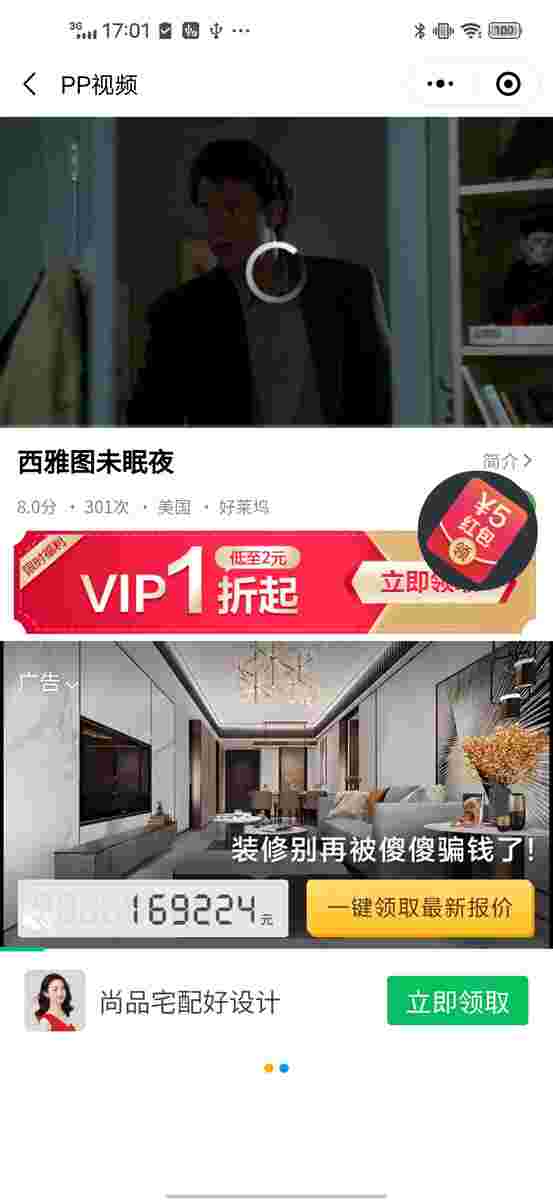 3G 17:01 100
PP视频
西雅图未眠夜
简介
8.0分 · 301次 · 美国 · 好莱坞
¥5
红包
领
限时福利
VIP1折起
低至2元
立即领取
广告
装修别再被傻傻骗钱了!
169224元
一键领取最新报价
尚品宅配好设计
立即领取